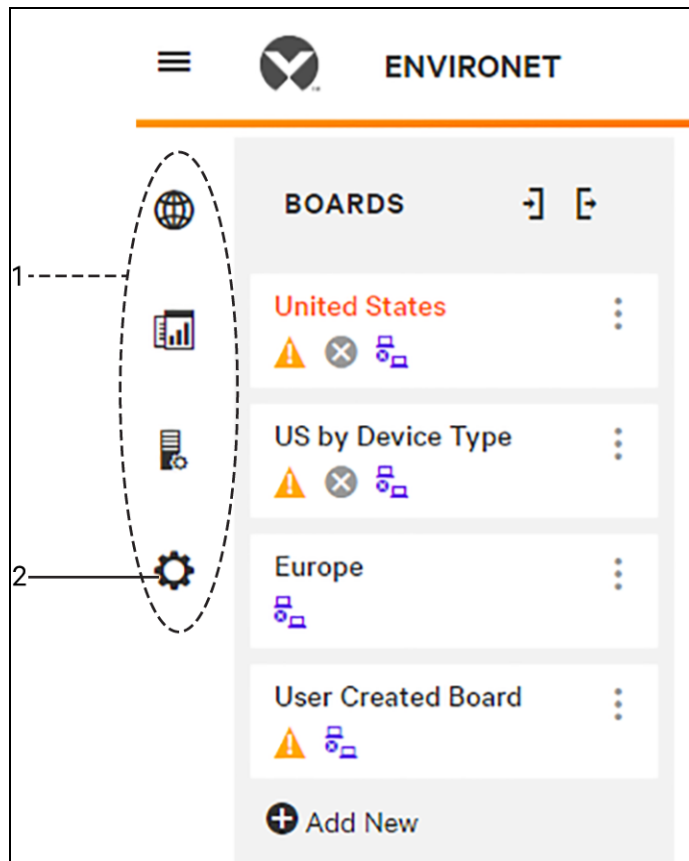 ENVIRONET
BOARDS
1
United States
US by Device Type
2
Europe
User Created Board
Add New